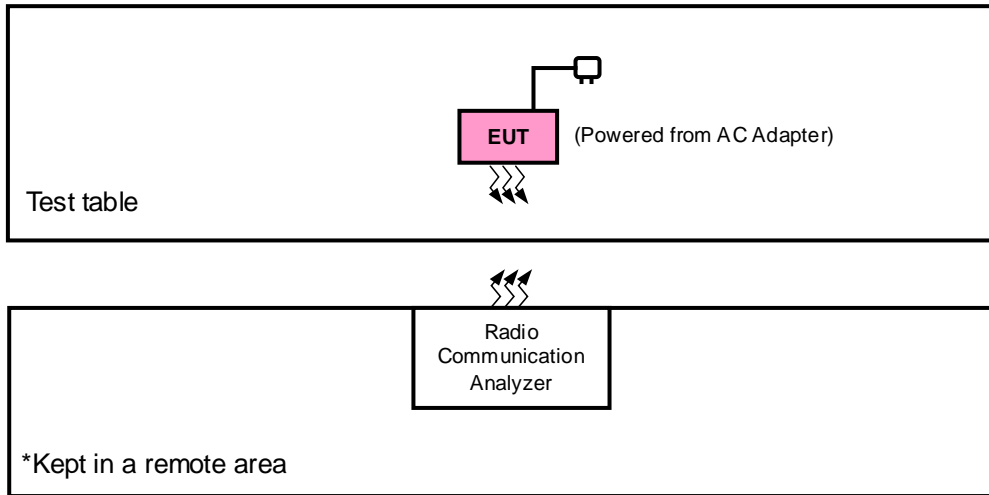 EUT
(Powered from AC Adapter)
Test table
Radio
Communication
Analyzer
*Kept in a remote area